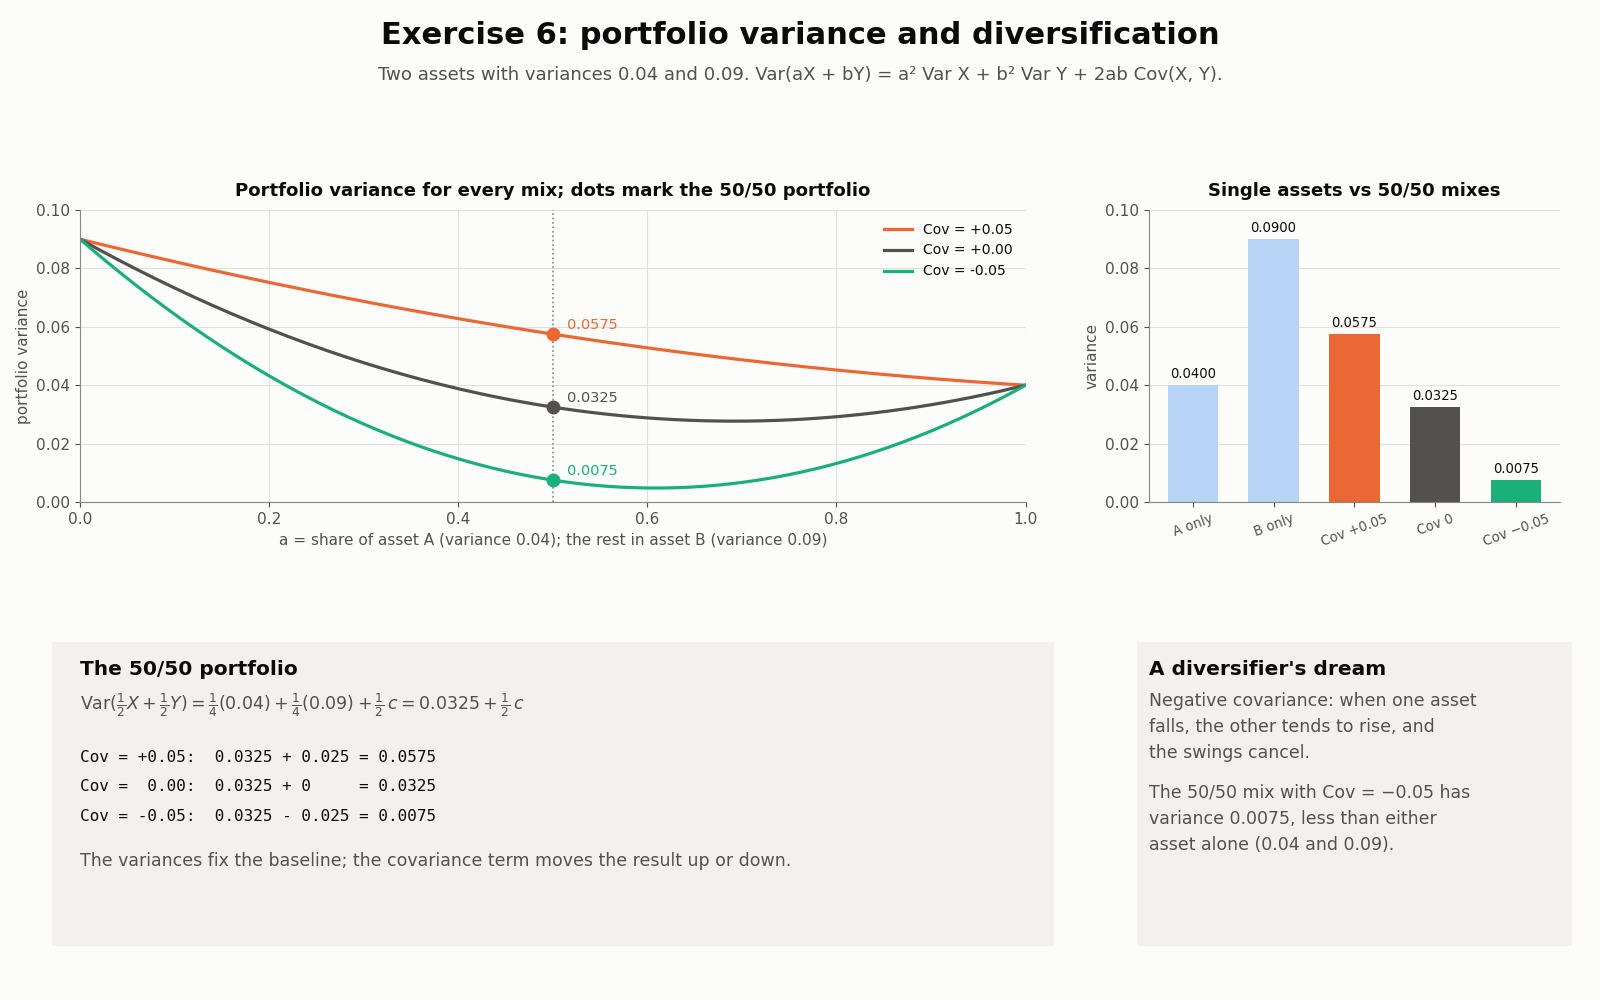 Exercise 6: portfolio variance and diversification
Two assets with variances 0.04 and 0.09. Var(aX + bY) = a² Var X + b² Var Y + 2ab Cov(X, Y).
Portfolio variance for every mix; dots mark the 50/50 portfolio
portfolio variance
0.10
0.08
0.06
0.04
0.02
0.00
Cov = +0.05
Cov = +0.00
Cov = -0.05
0.0575
0.0325
0.0075
0.0 0.2 0.4 0.6 0.8 1.0
a = share of asset A (variance 0.04); the rest in asset B (variance 0.09)
Single assets vs 50/50 mixes
variance
0.10
0.08
0.06
0.04
0.02
0.00
0.0400
0.0900
0.0575
0.0325
0.0075
A only
B only
Cov +0.05
Cov 0
Cov −0.05
The 50/50 portfolio
Var(½X + ½Y) = ¼(0.04) + ¼(0.09) + ½ c = 0.0325 + ½ c
Cov = +0.05:  0.0325 + 0.025 = 0.0575
Cov =  0.00:  0.0325 + 0     = 0.0325
Cov = -0.05:  0.0325 - 0.025 = 0.0075
The variances fix the baseline; the covariance term moves the result up or down.
A diversifier's dream
Negative covariance: when one asset
falls, the other tends to rise, and
the swings cancel.
The 50/50 mix with Cov = −0.05 has
variance 0.0075, less than either
asset alone (0.04 and 0.09).